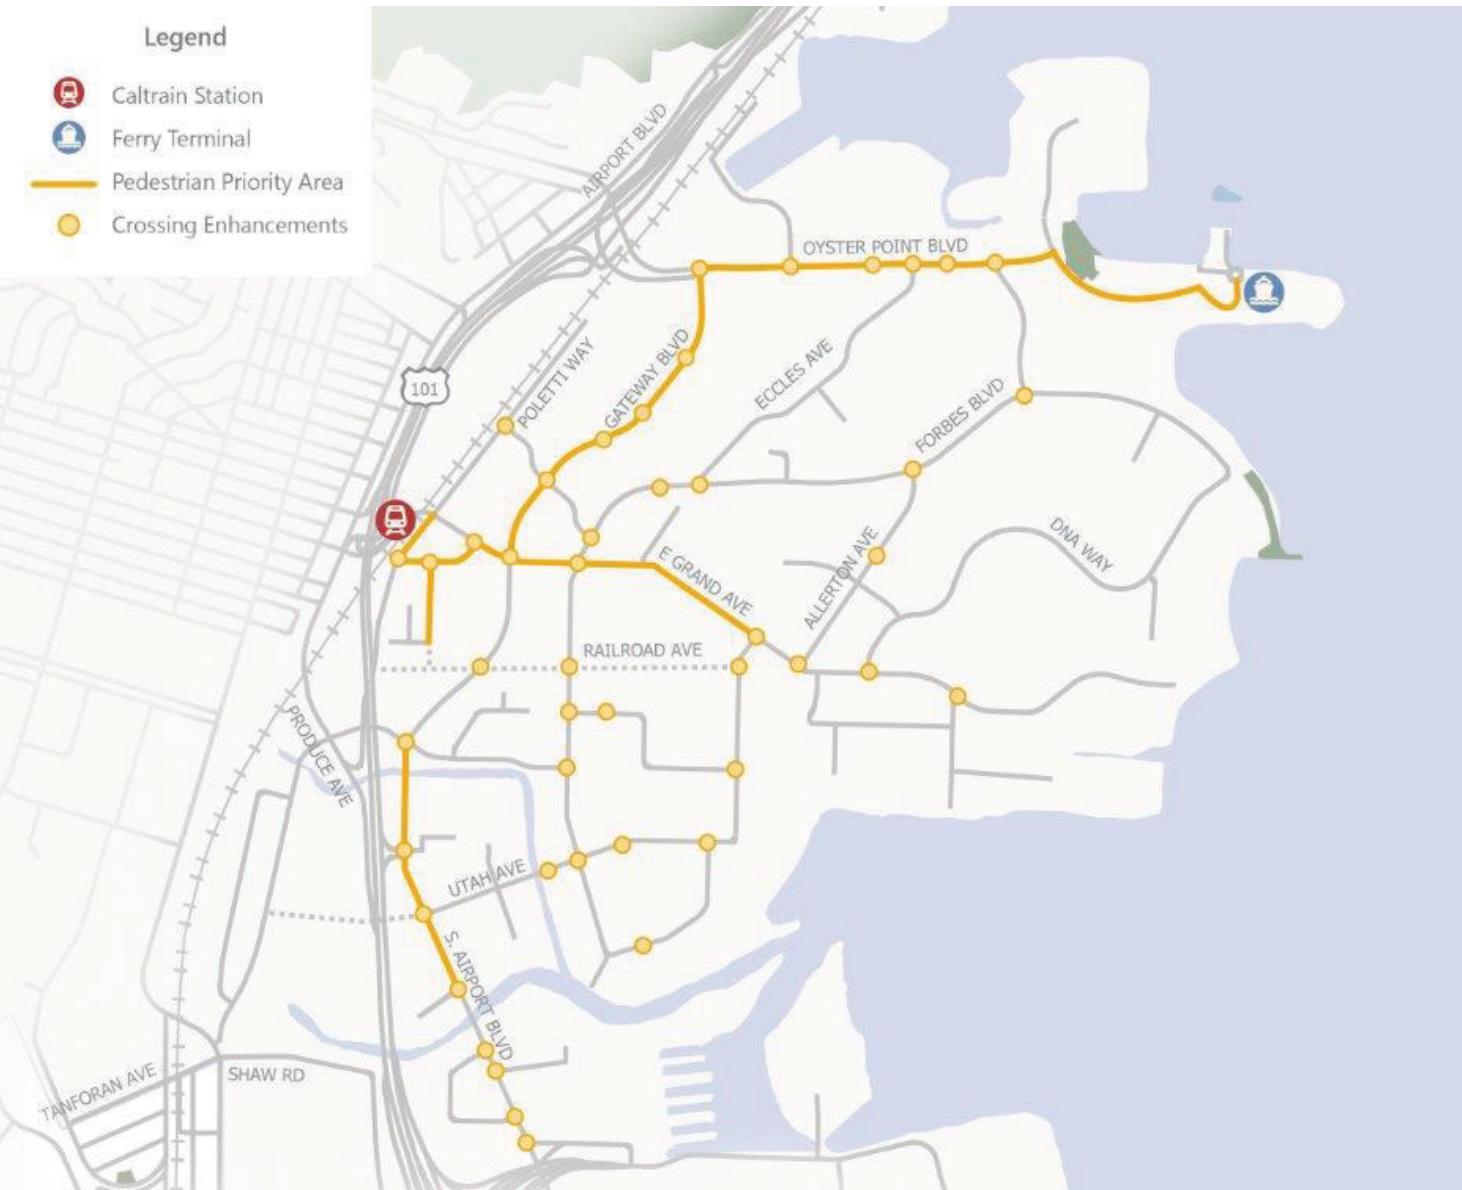 Legend
Caltrain Station
Ferry Terminal
Pedestrian Priority Area
Crossing Enhancements
AIRPORT BLVD
OYSTER POINT BLVD
POLETTI WAY
GATEWAY BLVD
ECCLES AVE
101
FORBES BLVD
E GRAND AVE
ALLERTON AVE
DNA WAY
RAILROAD AVE
PRODUCE AVE
UTAH AVE
S. AIRPORT BLVD
TANFORAN AVE
SHAW RD